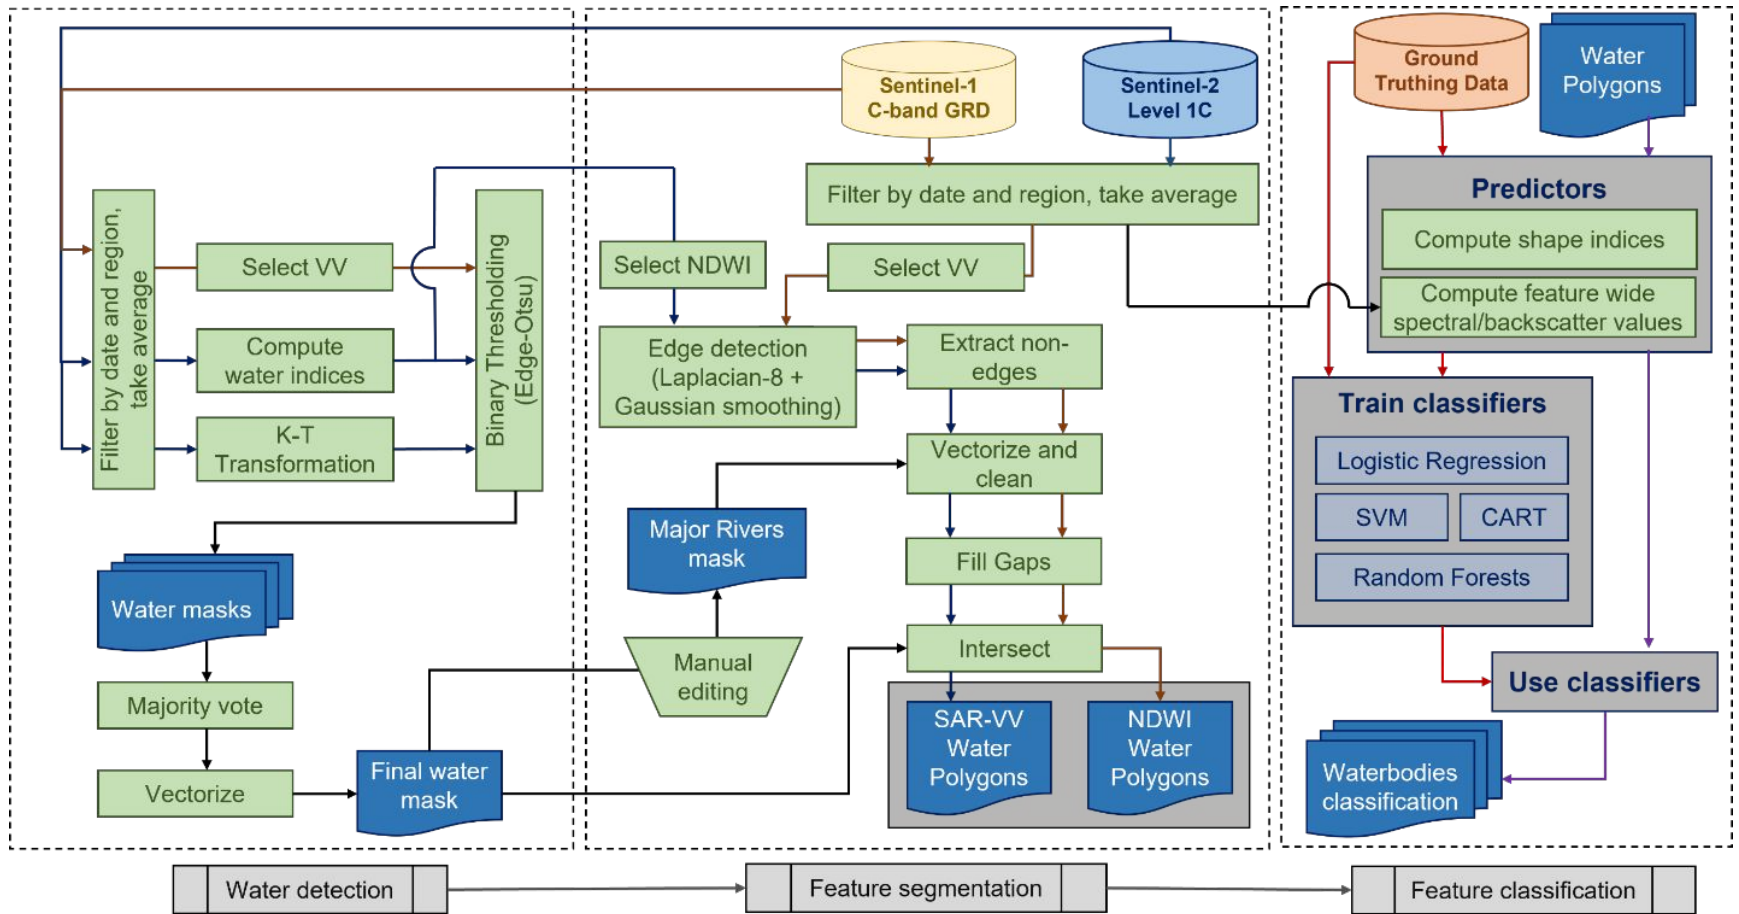 Filter by date and region,
take average
Select VV
Compute
water indices
K-T
Transformation
Binary Thresholding
(Edge-Otsu)
Water masks
Majority vote
Vectorize
Final water
mask
Sentinel-1
C-band GRD
Sentinel-2
Level 1C
Filter by date and region, take average
Select NDWI
Select VV
Edge detection
(Laplacian-8 +
Gaussian smoothing)
Extract non-
edges
Vectorize and
clean
Major Rivers
mask
Fill Gaps
Manual
editing
Intersect
SAR-VV
Water
Polygons
NDWI
Water
Polygons
Ground
Truthing Data
Water
Polygons
Predictors
Compute shape indices
Compute feature wide
spectral/backscatter values
Train classifiers
Logistic Regression
SVM
CART
Random Forests
Use classifiers
Waterbodies
classification
Water detection
Feature segmentation
Feature classification